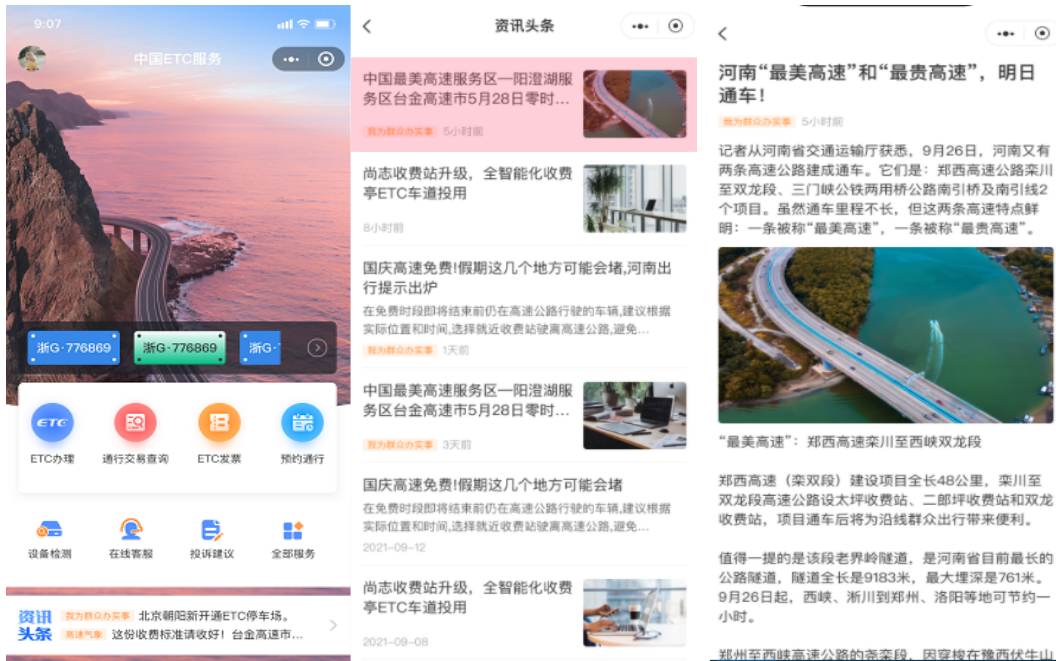 9:07
中国ETC服务
浙G·776869
浙G·776869
浙G·
ETC
ETC办理
通行交易查询
ETC发票
预约通行
设备检测
在线客服
投诉建议
全部服务
资讯
头条
我为群众办实事 北京朝阳新开通ETC停车场。
高速气象 这份收费标准请收好！台金高速市...
资讯头条
中国最美高速服务区—阳澄湖服
务区台金高速市5月28日零时...
我为群众办实事 5小时前
尚志收费站升级，全智能化收费
亭ETC车道投用
8小时前
国庆高速免费!假期这几个地方可能会堵,河南出
行提示出炉
在免费时段即将结束前仍在高速公路行驶的车辆,建议根据
实际位置和时间,选择就近收费站驶离高速公路,避免...
我为群众办实事 1天前
中国最美高速服务区—阳澄湖服
务区台金高速市5月28日零时...
我为群众办实事 3天前
国庆高速免费!假期这几个地方可能会堵
在免费时段即将结束前仍在高速公路行驶的车辆,建议根据
实际位置和时间,选择就近收费站驶离高速公路,避免...
2021-09-12
尚志收费站升级，全智能化收费
亭ETC车道投用
2021-09-08
河南“最美高速”和“最贵高速”，明日
通车！
我为群众办实事 5小时前
记者从河南省交通运输厅获悉，9月26日，河南又有
两条高速公路建成通车。它们是：郑西高速公路栾川
至双龙段、三门峡公铁两用桥公路南引桥及南引线2
个项目。虽然通车里程不长，但这两条高速特点鲜
明：一条被称“最美高速”，一条被称“最贵高速”。
“最美高速”：郑西高速栾川至西峡双龙段
郑西高速（栾双段）建设项目全长48公里，栾川至
双龙段高速公路设太坪收费站、二郎坪收费站和双龙
收费站，项目通车后将为沿线群众出行带来便利。
值得一提的是该段老界岭隧道，是河南省目前最长的
公路隧道，隧道全长是9183米，最大埋深是761米。
9月26日起，西峡、淅川到郑州、洛阳等地可节约一
小时。
郑州至西峡高速公路的尧栾段，因穿梭在豫西伏牛山